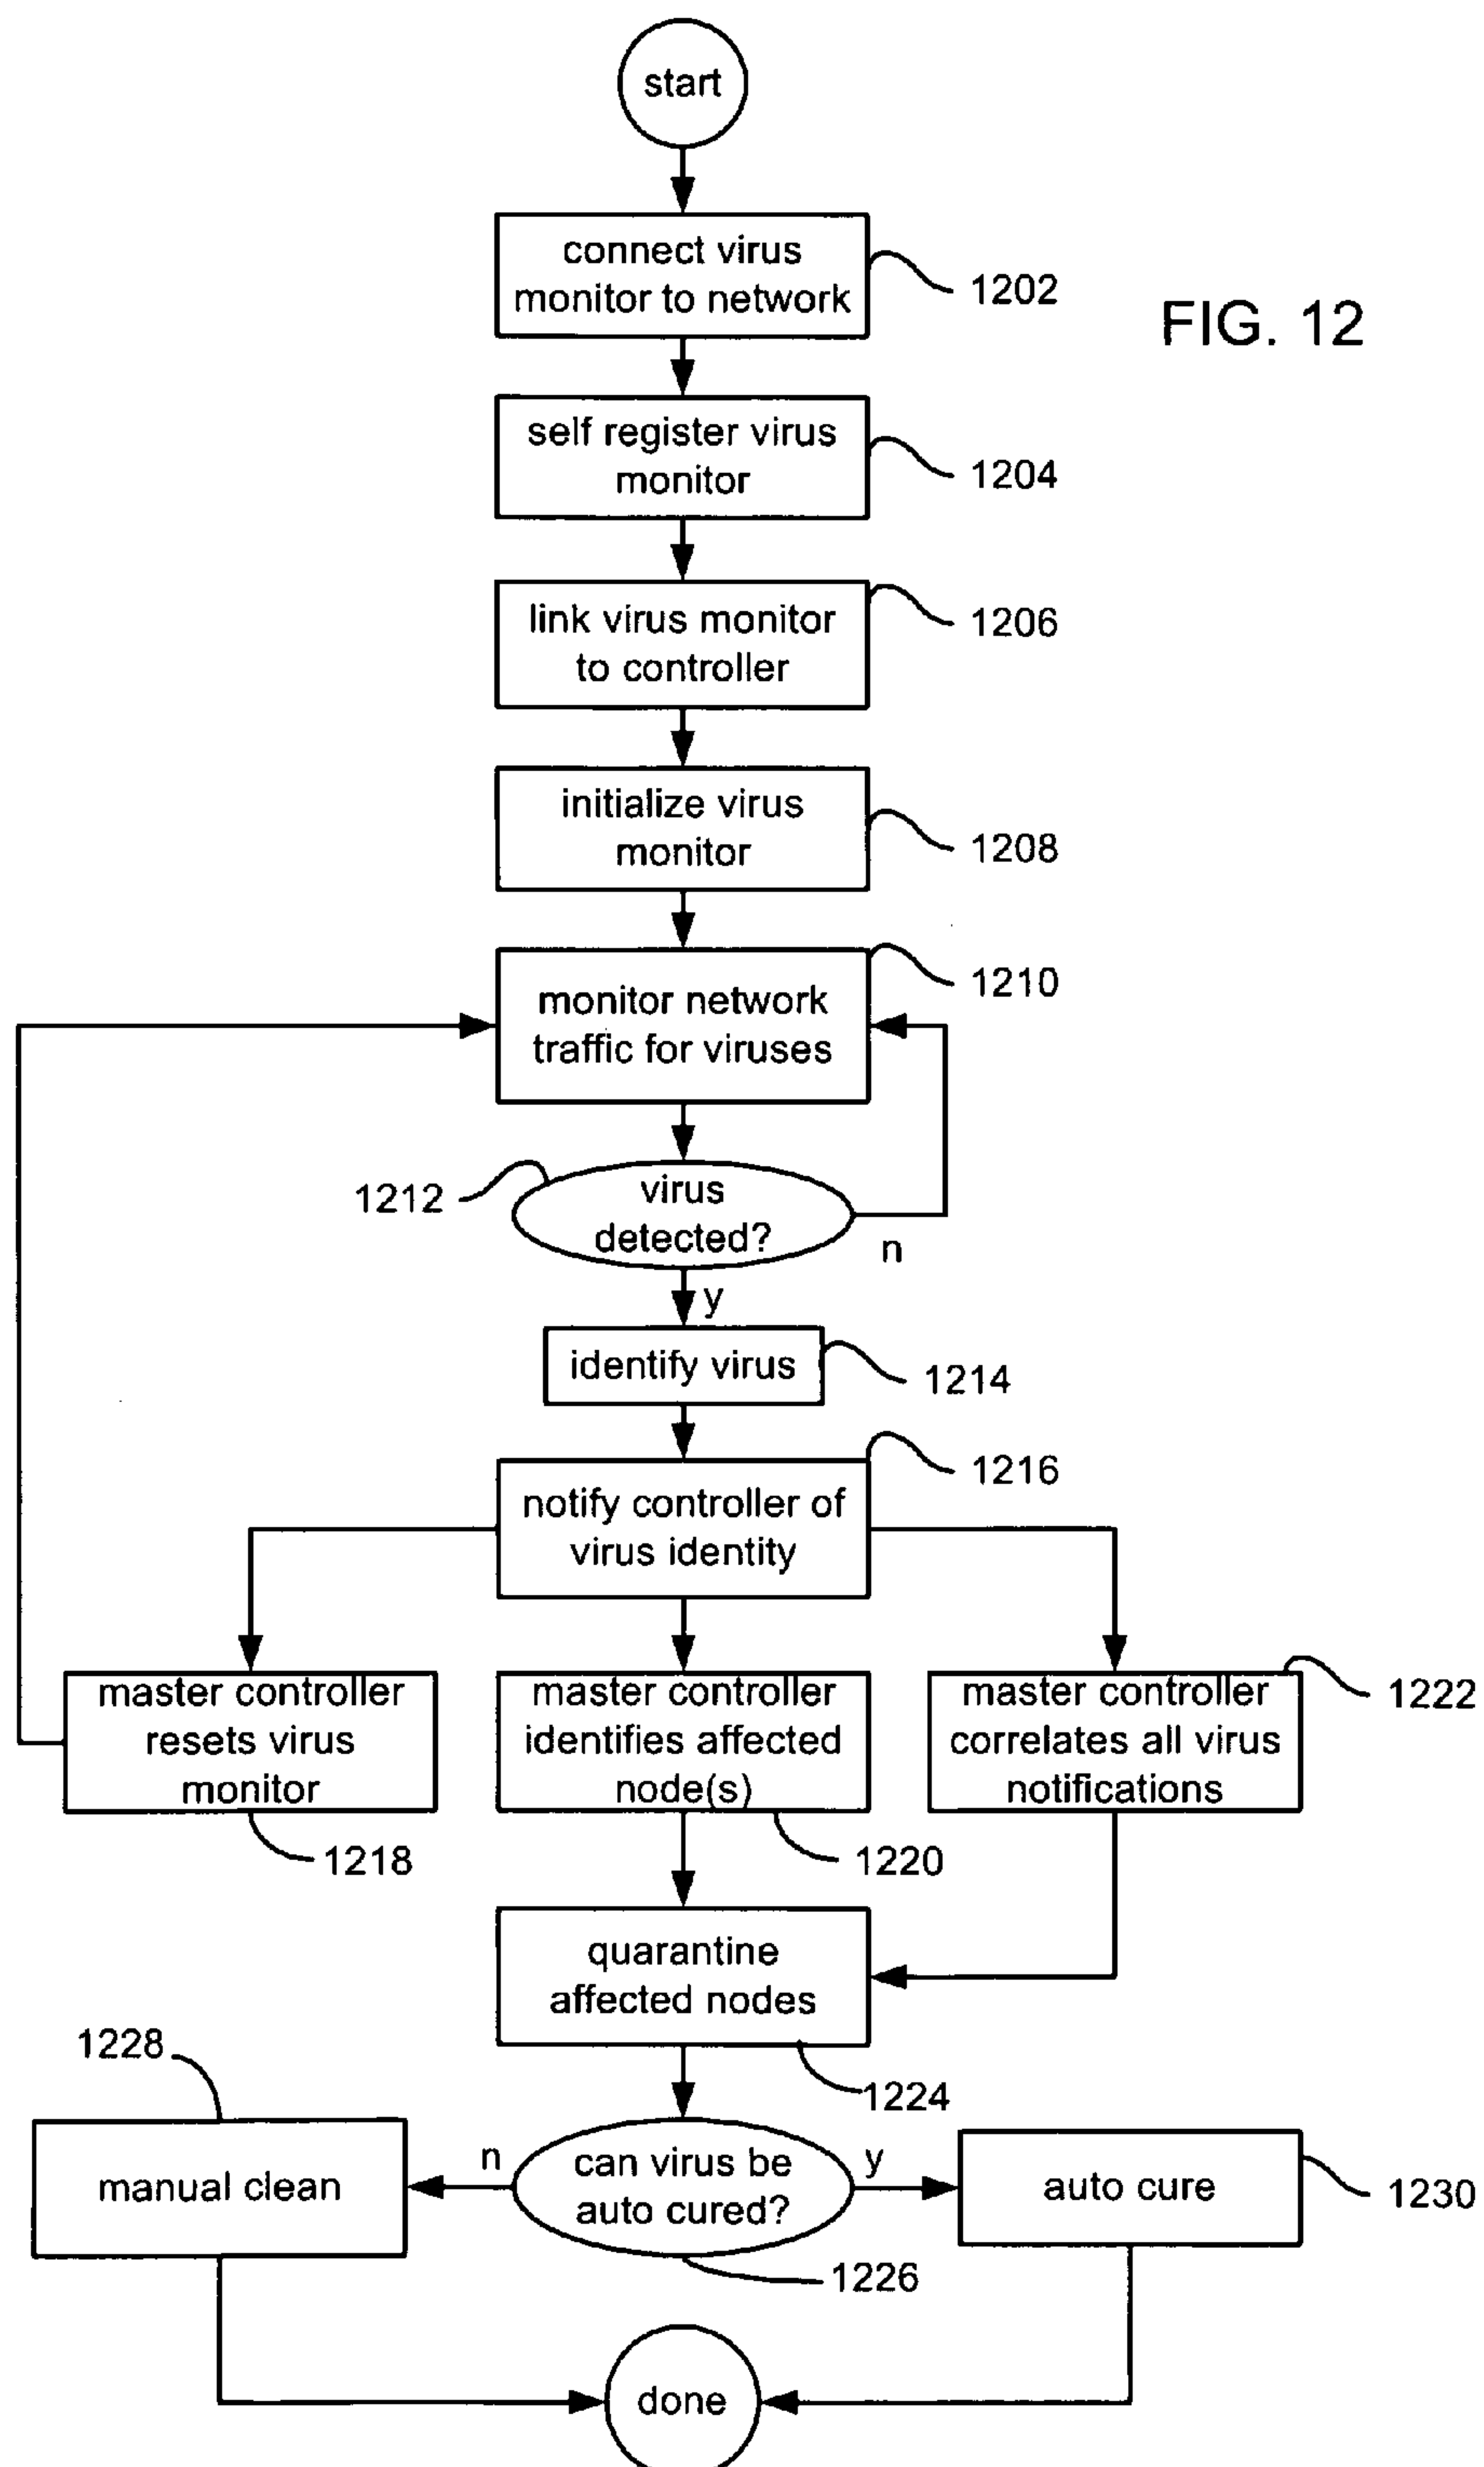 start
connect virus
monitor to network
1202
FIG. 12
self register virus
monitor
1204
link virus monitor
to controller
1206
initialize virus
monitor
1208
monitor network
traffic for viruses
1210
1212
virus
detected?
n
y
identify virus
1214
notify controller of
virus identity
1216
master controller
resets virus
monitor
1218
master controller
identifies affected
node(s)
1220
master controller
correlates all virus
notifications
1222
quarantine
affected nodes
1224
1228
manual clean
n
can virus be
auto cured?
y
1226
auto cure
1230
done